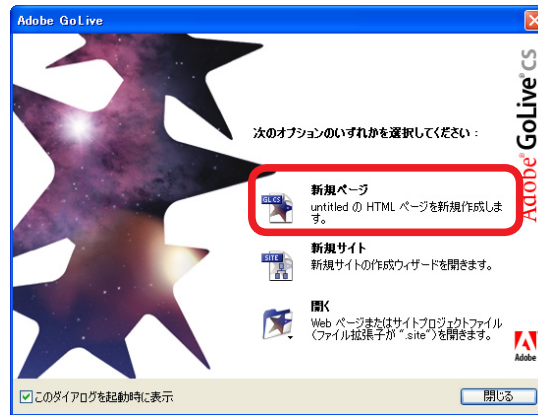 Adobe GoLive
Adobe® GoLive® CS
次のオプションのいずれかを選択してください：
GL CS
新規ページ
untitled の HTML ページを新規作成しま
す。
SITE
新規サイト
新規サイトの作成ウィザードを開きます。
開く
Web ページまたはサイトプロジェクトファイル
（ファイル拡張子が ".site"）を開きます。
Adobe
このダイアログを起動時に表示
閉じる